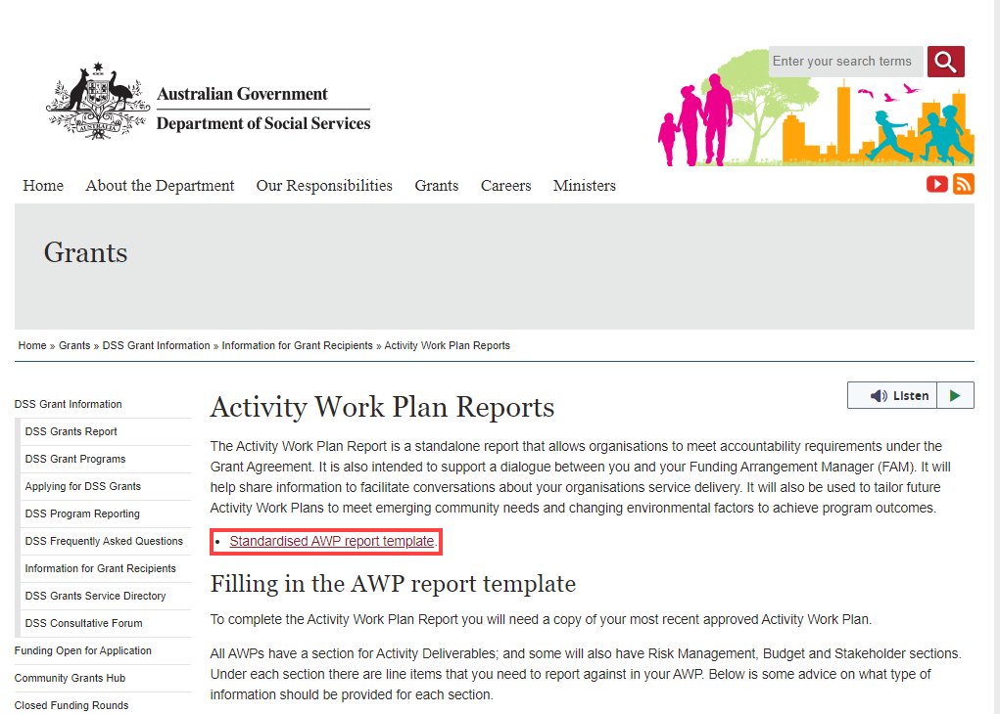 Enter your search terms
Australian Government
Department of Social Services
AUSTRALIA
Home About the Department Our Responsibilities Grants Careers Ministers
Grants
Home » Grants » DSS Grant Information » Information for Grant Recipients » Activity Work Plan Reports
Listen
DSS Grant Information
DSS Grants Report
DSS Grant Programs
Applying for DSS Grants
DSS Program Reporting
DSS Frequently Asked Questions
Information for Grant Recipients
DSS Grants Service Directory
DSS Consultative Forum
Funding Open for Application
Community Grants Hub
Closed Funding Rounds
Activity Work Plan Reports
The Activity Work Plan Report is a standalone report that allows organisations to meet accountability requirements under the
Grant Agreement. It is also intended to support a dialogue between you and your Funding Arrangement Manager (FAM). It will
help share information to facilitate conversations about your organisations service delivery. It will also be used to tailor future
Activity Work Plans to meet emerging community needs and changing environmental factors to achieve program outcomes.
• Standardised AWP report template.
Filling in the AWP report template
To complete the Activity Work Plan Report you will need a copy of your most recent approved Activity Work Plan.
All AWPs have a section for Activity Deliverables; and some will also have Risk Management, Budget and Stakeholder sections.
Under each section there are line items that you need to report against in your AWP. Below is some advice on what type of
information should be provided for each section.